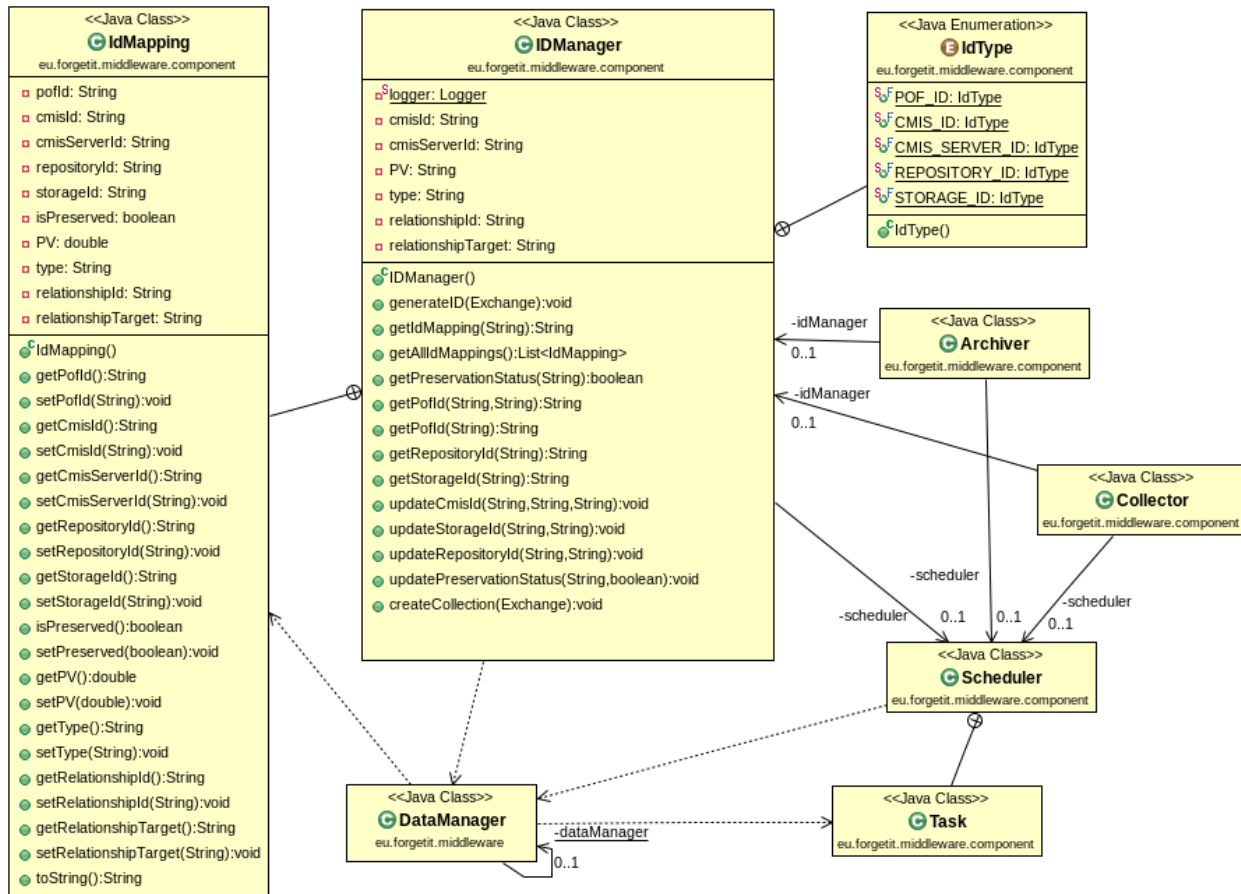 <<Java Class>>
IdMapping
eu.forgetit.middleware.component
pofId: String
cmisId: String
cmisServerId: String
repositoryId: String
storageId: String
isPreserved: boolean
PV: double
type: String
relationshipId: String
relationshipTarget: String
IdMapping()
getPofId():String
setPofId(String):void
getCmisId():String
setCmisId(String):void
getCmisServerId():String
setCmisServerId(String):void
getRepositoryId():String
setRepositoryId(String):void
getStorageId():String
setStorageId(String):void
isPreserved():boolean
setPreserved(boolean):void
getPV():double
setPV(double):void
getType():String
setType(String):void
getRelationshipId():String
setRelationshipId(String):void
getRelationshipTarget():String
setRelationshipTarget(String):void
toString():String
<<Java Class>>
IDManager
eu.forgetit.middleware.component
logger: Logger
cmisId: String
cmisServerId: String
PV: String
type: String
relationshipId: String
relationshipTarget: String
IDManager()
generateID(Exchange):void
getIdMapping(String):String
getAllIdMappings():List<IdMapping>
getPreservationStatus(String):boolean
getPofId(String,String):String
getPofId(String):String
getRepositoryId(String):String
getStorageId(String):String
updateCmisId(String,String,String):void
updateStorageId(String,String):void
updateRepositoryId(String,String):void
updatePreservationStatus(String,boolean):void
createCollection(Exchange):void
<<Java Enumeration>>
IdType
eu.forgetit.middleware.component
POF_ID: IdType
CMIS_ID: IdType
CMIS_SERVER_ID: IdType
REPOSITORY_ID: IdType
STORAGE_ID: IdType
IdType()
-idManager
0..1
<<Java Class>>
Archiver
eu.forgetit.middleware.component
-idManager
0..1
<<Java Class>>
Collector
eu.forgetit.middleware.component
-scheduler
0..1
-scheduler
0..1
-scheduler
0..1
<<Java Class>>
Scheduler
eu.forgetit.middleware.component
<<Java Class>>
DataManager
eu.forgetit.middleware
-dataManager
0..1
<<Java Class>>
Task
eu.forgetit.middleware.component